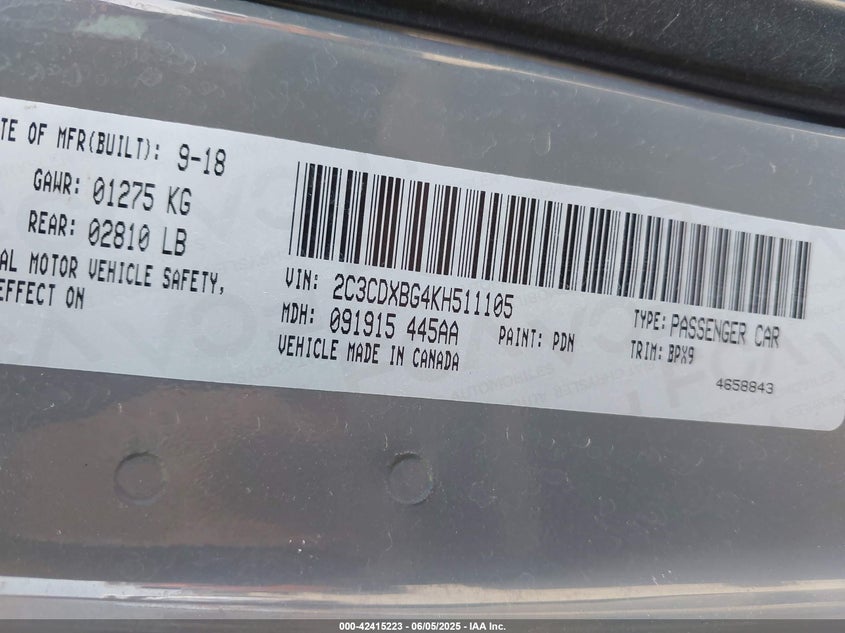 TE OF MFR(BUILT): 9-18
GAWR: 01275 KG
REAR: 02810 LB
AL MOTOR VEHICLE SAFETY,
EFFECT ON
VIN: 2C3CDXBG4KH511105
MDH: 091915 445AA
PAINT: PDN
VEHICLE MADE IN CANADA
TYPE: PASSENGER CAR
TRIM: BPX9
4658843
000-42415223 - 06/05/2025 - IAA Inc.